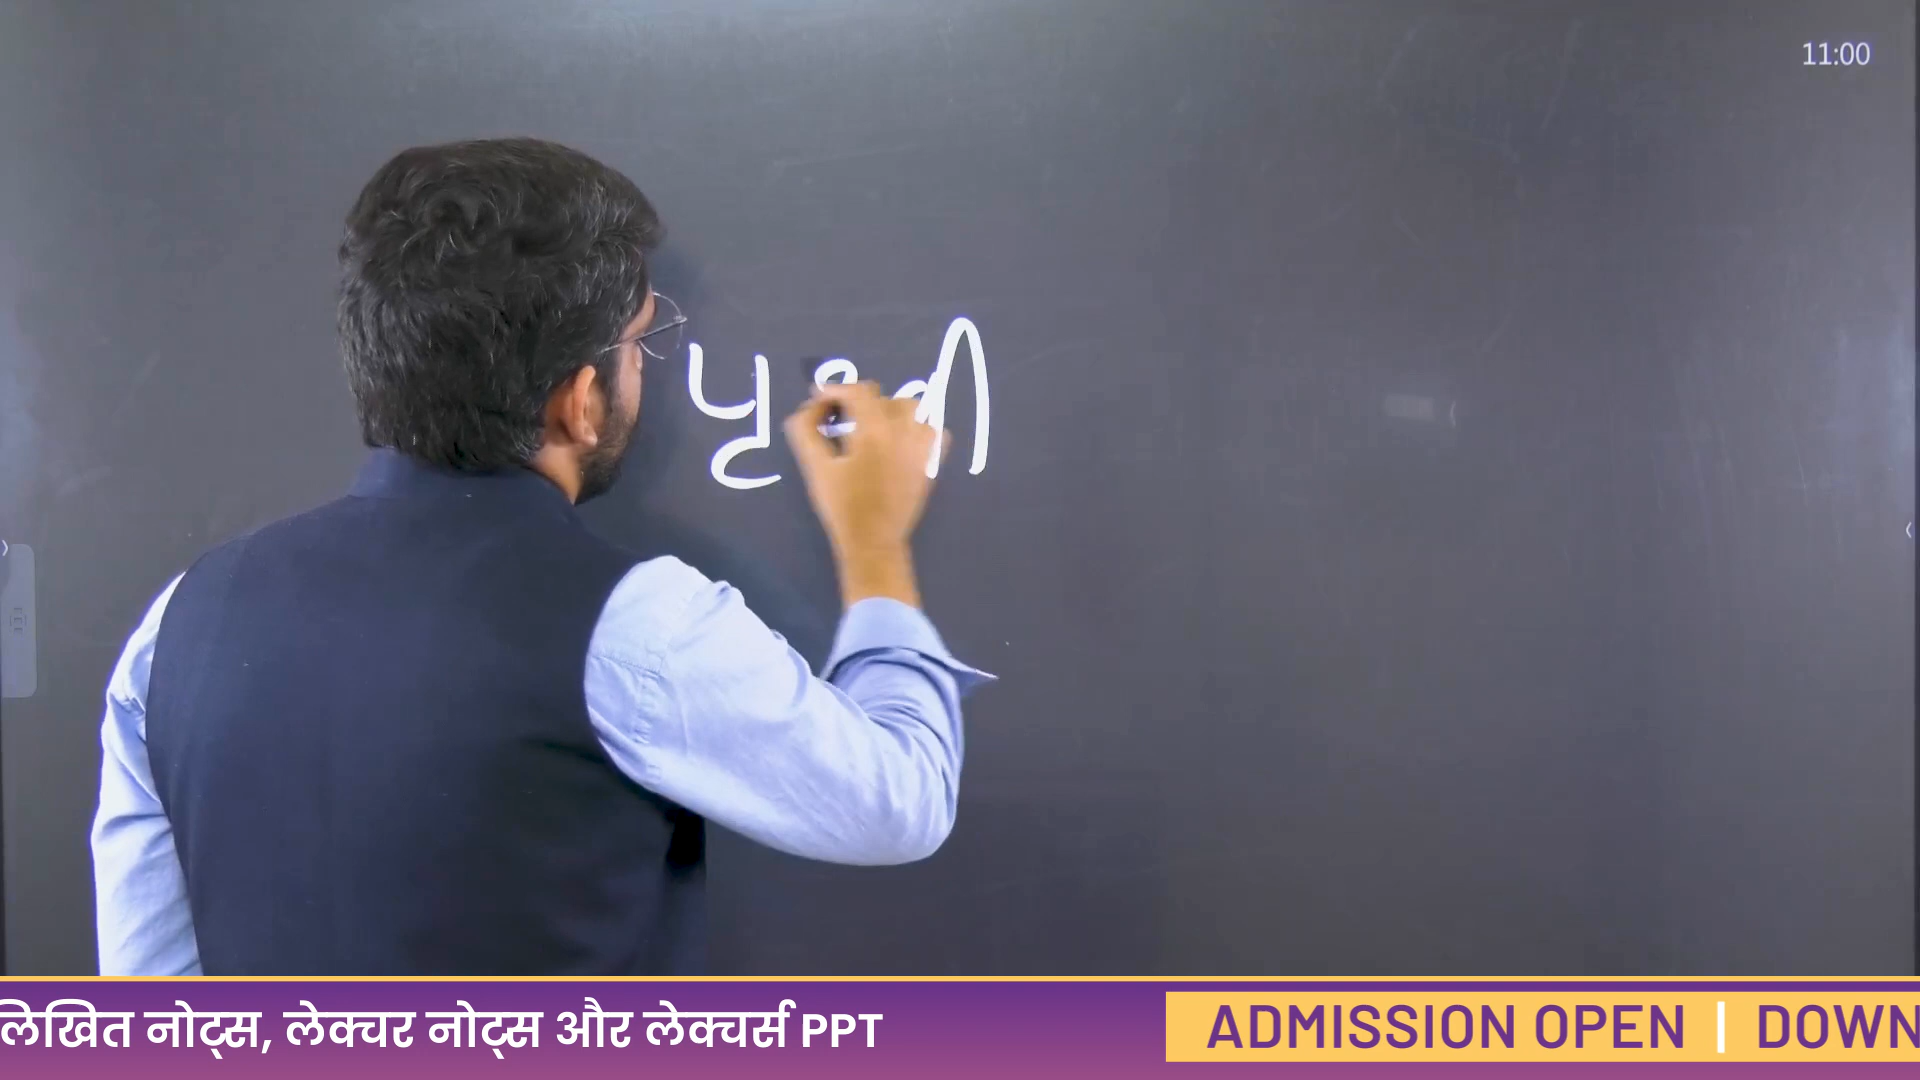 11:00
पृथ्वी
लिखित नोट्स, लेक्चर नोट्स और लेक्चर्स PPT
ADMISSION OPEN | DOWN